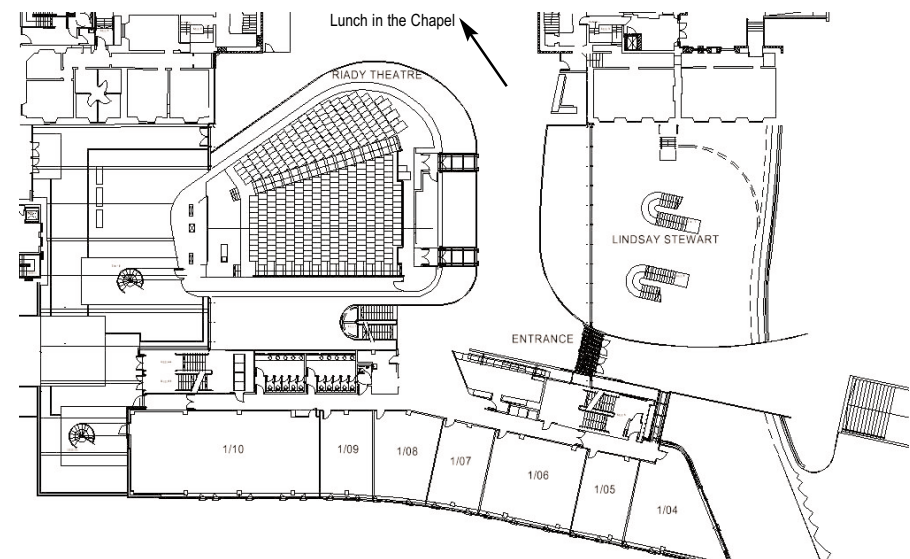 Lunch in the Chapel
RIADY THEATRE
LINDSAY STEWART
ENTRANCE
1/10
1/09
1/08
1/07
1/06
1/05
1/04